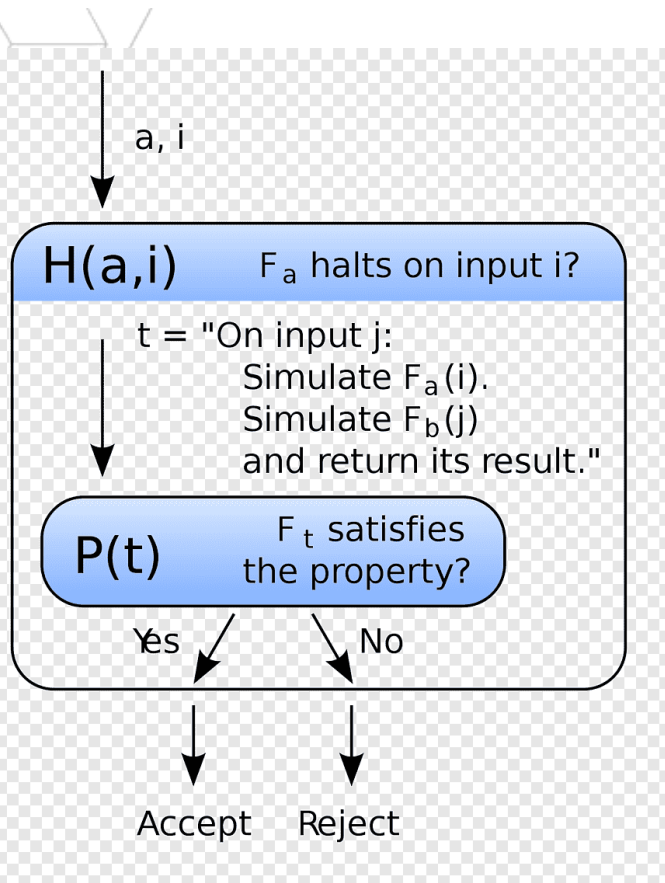 a, i
H(a,i) Fa halts on input i?
t = "On input j:
Simulate Fa(i).
Simulate Fb(j)
and return its result."
P(t)
Ft satisfies
the property?
Yes No
Accept Reject